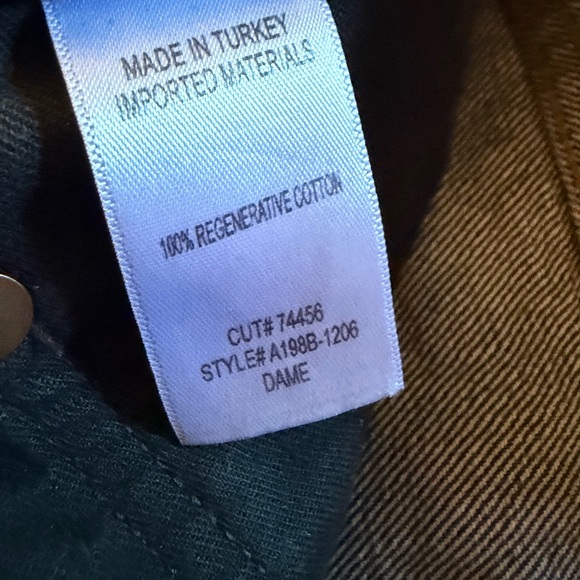 MADE IN TURKEY
IMPORTED MATERIALS
100% REGENERATIVE COTTON
CUT# 74456
STYLE# A198B-1206
DAME